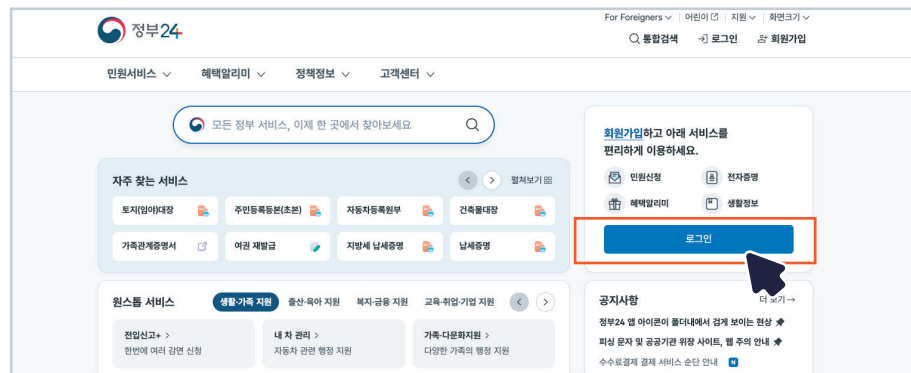 For Foreigners 어린이 지원 화면크기
정부24
통합검색 로그인 회원가입
민원서비스 혜택알리미 정책정보 고객센터
모든 정부 서비스, 이제 한 곳에서 찾아보세요
자주 찾는 서비스 펼쳐보기
토지(임야)대장 주민등록등본(초본) 자동차등록원부 건축물대장
가족관계증명서 여권 재발급 지방세 납세증명 납세증명
회원가입하고 아래 서비스를
편리하게 이용하세요.
민원신청 전자증명
혜택알리미 생활정보
로그인
원스톱 서비스 생활·가족 지원 출산·육아 지원 복지·금융 지원 교육·취업·기업 지원
전입신고+ > 내 차 관리 > 가족·다문화지원 >
한번에 여러 감면 신청 자동차 관련 행정 지원 다양한 가족의 행정 지원
공지사항 더 보기→
정부24 앱 아이콘이 폴더내에서 검게 보이는 현상
피싱 문자 및 공공기관 위장 사이트, 웹 주의 안내
수수료결제 결제 서비스 순단 안내 N